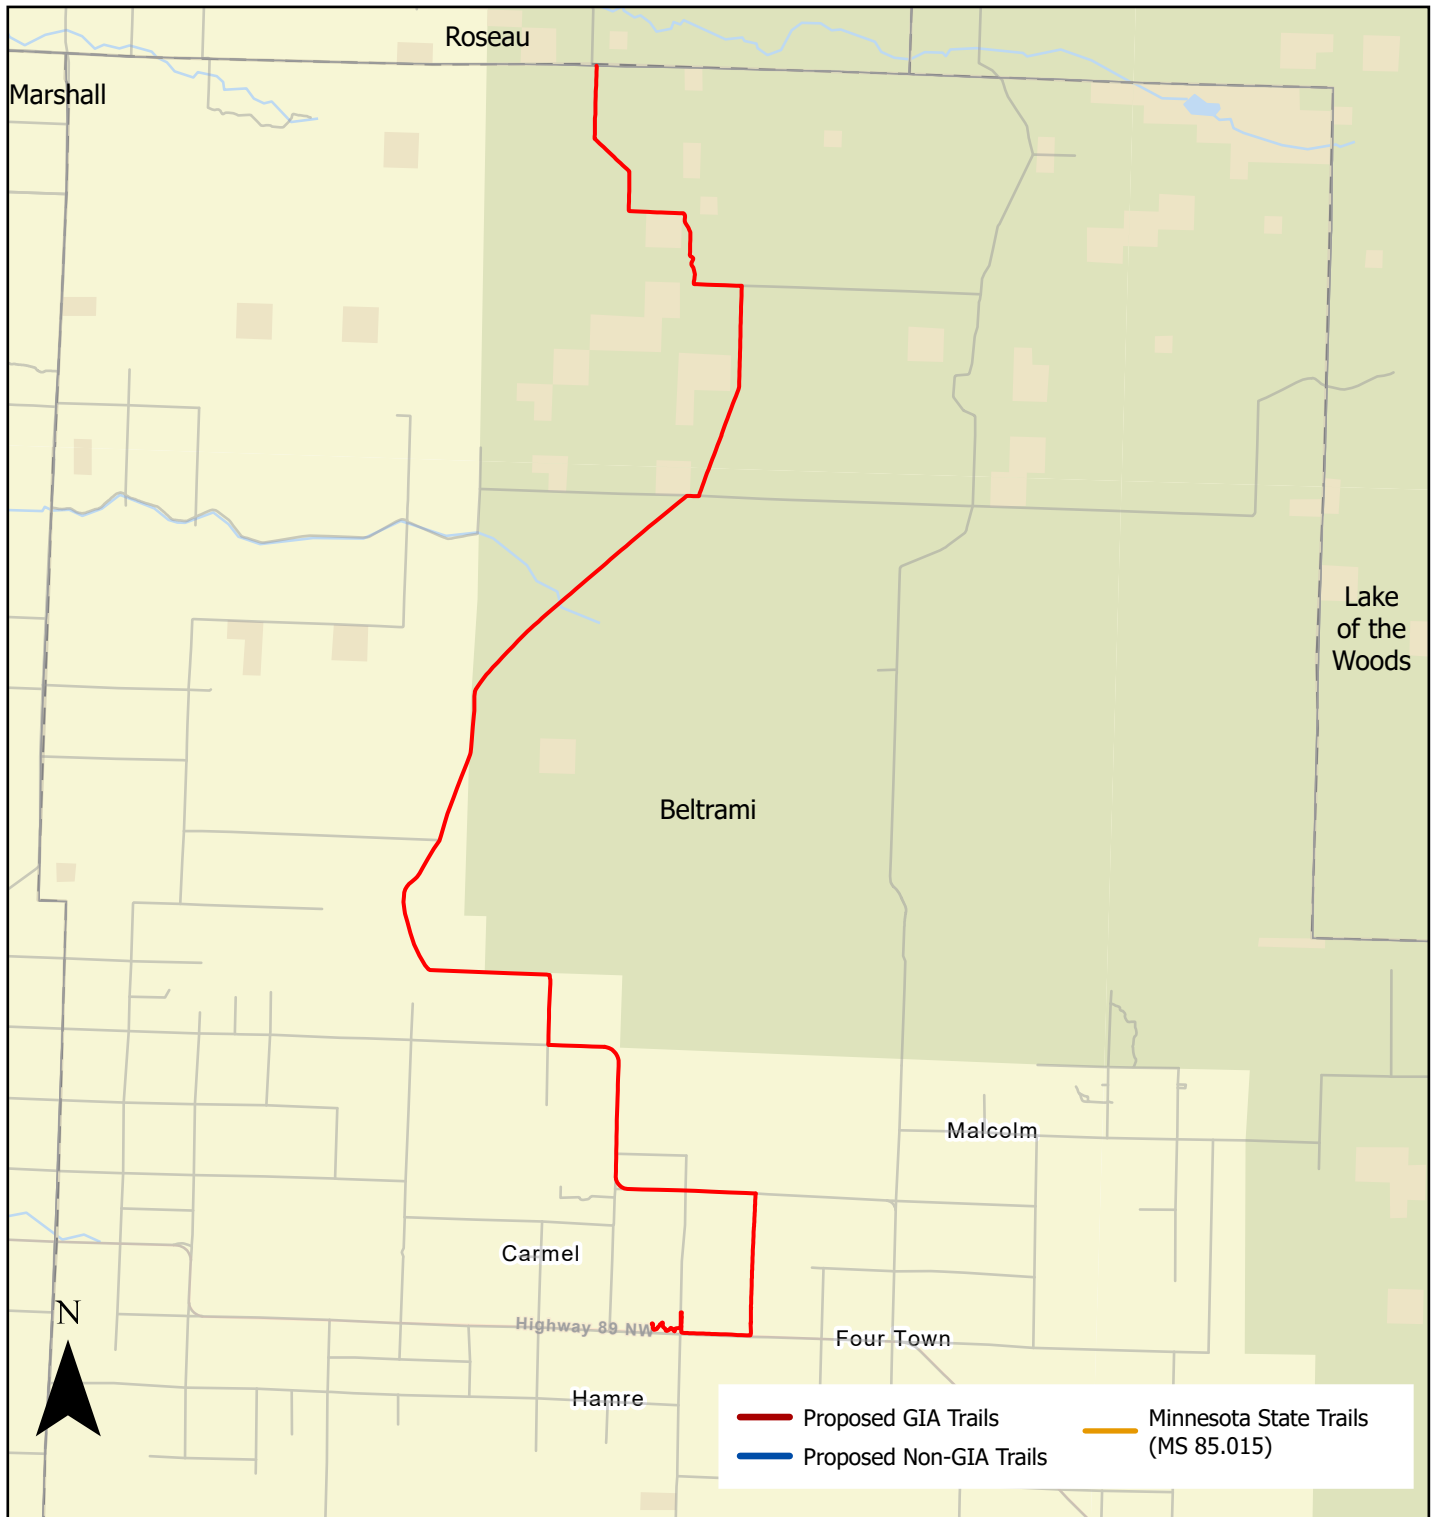 Roseau
Marshall
Lake
of the
Woods
Beltrami
Malcolm
Carmel
Highway 89 NW
Four Town
Hamre
N
Proposed GIA Trails
Proposed Non-GIA Trails
Minnesota State Trails
(MS 85.015)